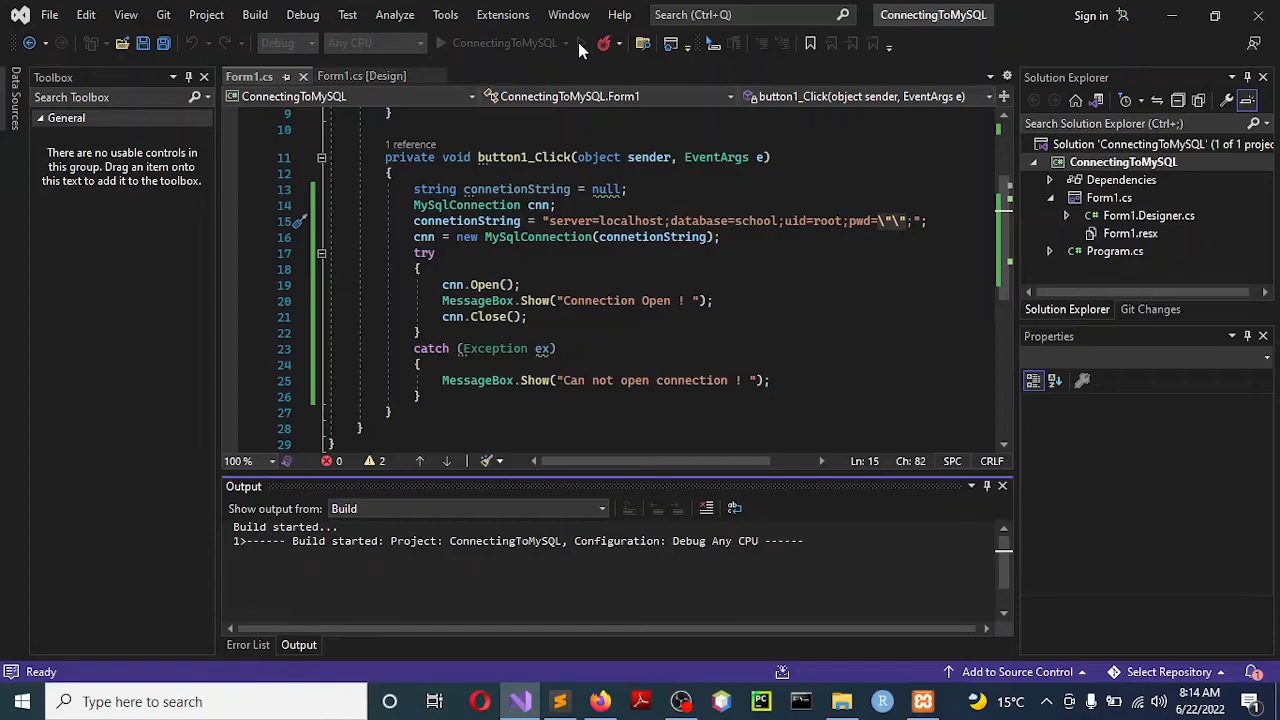 File Edit View Git Project Build Debug Test Analyze Tools Extensions Window Help Search (Ctrl+Q) ConnectingToMySQL Sign in
Debug Any CPU ConnectingToMySQL
Data Sources
Toolbox
Search Toolbox
General
There are no usable controls in
this group. Drag an item onto
this text to add it to the toolbox.
Form1.cs Form1.cs [Design]
ConnectingToMySQL ConnectingToMySQL.Form1 button1_Click(object sender, EventArgs e)
9 }
10
1 reference
11 private void button1_Click(object sender, EventArgs e)
12 {
13 string connetionString = null;
14 MySqlConnection cnn;
15 connetionString = "server=localhost;database=school;uid=root;pwd=\"\";";
16 cnn = new MySqlConnection(connetionString);
17 try
18 {
19 cnn.Open();
20 MessageBox.Show("Connection Open ! ");
21 cnn.Close();
22 }
23 catch (Exception ex)
24 {
25 MessageBox.Show("Can not open connection ! ");
26 }
27 }
28 }
29 }
100 % 0 2 Ln: 15 Ch: 82 SPC CRLF
Output
Show output from: Build
Build started...
1>------ Build started: Project: ConnectingToMySQL, Configuration: Debug Any CPU ------
Error List Output
Solution Explorer
Search Solution Explorer (Ctrl+;)
Solution 'ConnectingToMySQL' (1 of 1 projec
ConnectingToMySQL
Dependencies
Form1.cs
Form1.Designer.cs
Form1.resx
Program.cs
Solution Explorer Git Changes
Properties
Ready Add to Source Control Select Repository 1
Type here to search 15°C 8:14 AM
6/22/2022